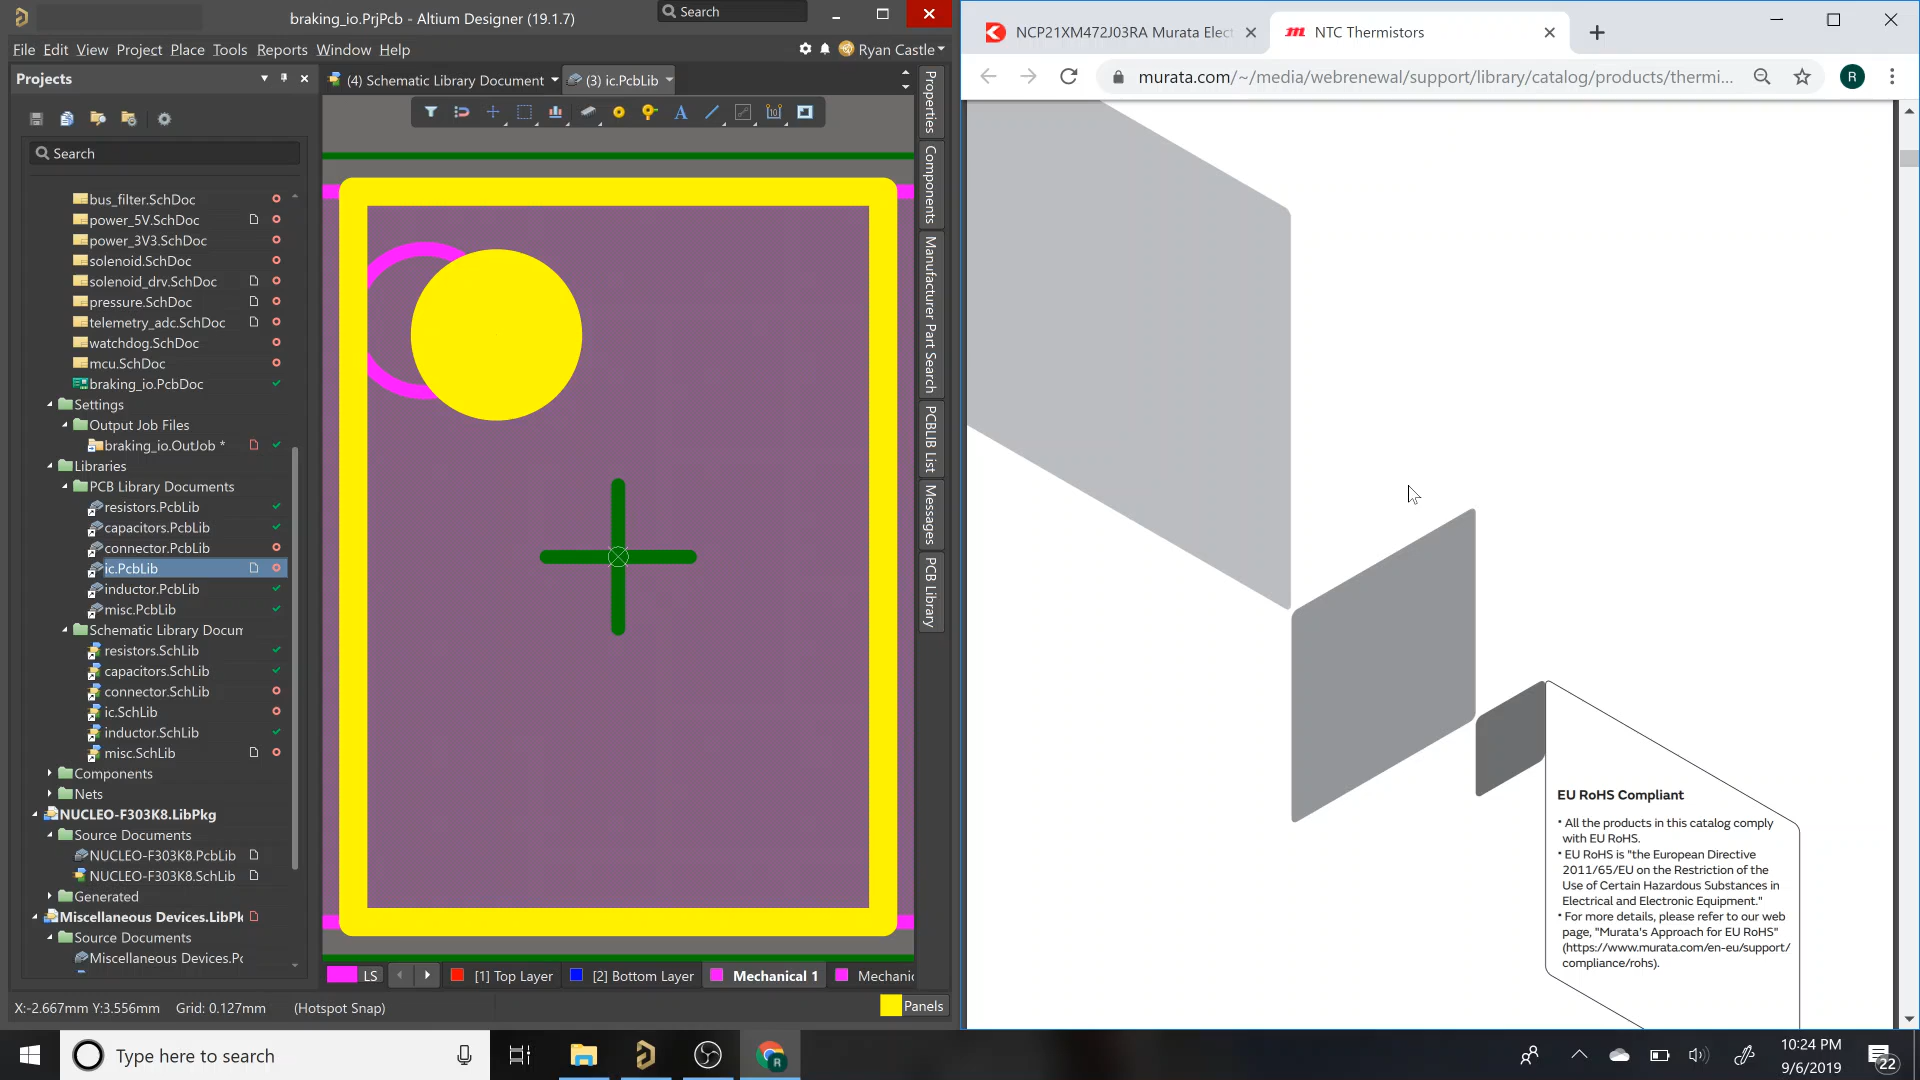 braking_io.PrjPcb - Altium Designer (19.1.7)
Search
File Edit View Project Place Tools Reports Window Help
Ryan Castle
Projects
(4) Schematic Library Document
(3) ic.PcbLib
Search
bus_filter.SchDoc
power_5V.SchDoc
power_3V3.SchDoc
solenoid.SchDoc
solenoid_drv.SchDoc
pressure.SchDoc
telemetry_adc.SchDoc
watchdog.SchDoc
mcu.SchDoc
braking_io.PcbDoc
Settings
Output Job Files
braking_io.OutJob *
Libraries
PCB Library Documents
resistors.PcbLib
capacitors.PcbLib
connector.PcbLib
ic.PcbLib
inductor.PcbLib
misc.PcbLib
Schematic Library Docum
resistors.SchLib
capacitors.SchLib
connector.SchLib
ic.SchLib
inductor.SchLib
misc.SchLib
Components
Nets
NUCLEO-F303K8.LibPkg
Source Documents
NUCLEO-F303K8.PcbLib
NUCLEO-F303K8.SchLib
Generated
Miscellaneous Devices.LibPk
Source Documents
Miscellaneous Devices.Pc
Properties
Components
Manufacturer Part Search
PCBLIB List
Messages
PCB Library
LS
[1] Top Layer
[2] Bottom Layer
Mechanical 1
Mechanic
X:-2.667mm Y:3.556mm Grid: 0.127mm (Hotspot Snap)
Panels
NCP21XM472J03RA Murata Elect
NTC Thermistors
murata.com/~/media/webrenewal/support/library/catalog/products/thermi...
R
EU RoHS Compliant
• All the products in this catalog comply
with EU RoHS.
• EU RoHS is "the European Directive
2011/65/EU on the Restriction of the
Use of Certain Hazardous Substances in
Electrical and Electronic Equipment."
• For more details, please refer to our web
page, "Murata's Approach for EU RoHS"
(https://www.murata.com/en-eu/support/
compliance/rohs).
Type here to search
R
10:24 PM
9/6/2019
22